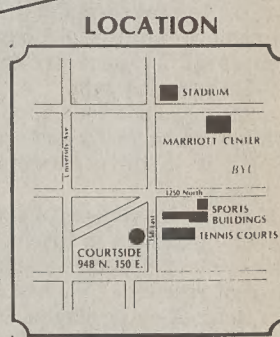 LOCATION
STADIUM
MARRIOTT CENTER
University Ave
BYU
1250 North
SPORTS
BUILDINGS
TENNIS COURTS
150 East
COURTSIDE
948 N. 150 E.